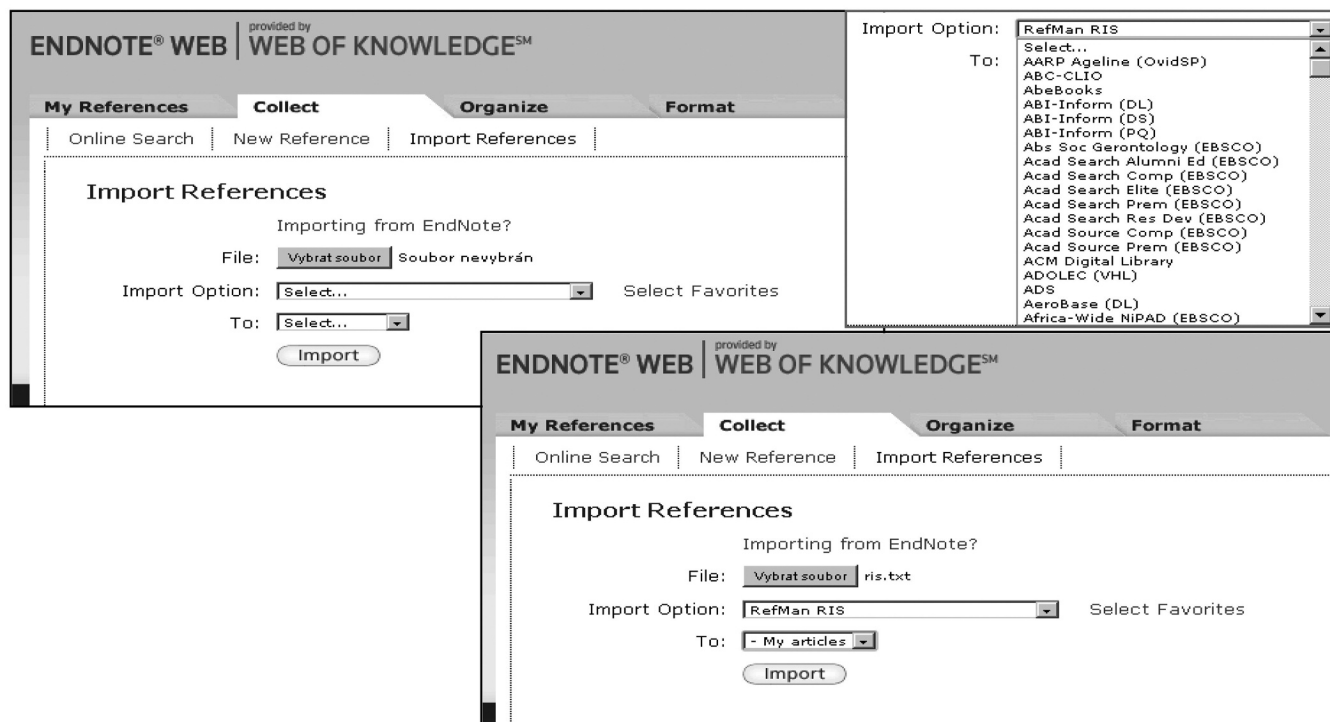 ENDNOTE® WEB
provided by
WEB OF KNOWLEDGE℠
My References Collect Organize Format
Online Search New Reference Import References
Import References
Importing from EndNote?
File: Vybrat soubor Soubor nevybrán
Import Option: Select... Select Favorites
To: Select...
Import
Import Option: RefMan RIS
To:
Select...
AARP Ageline (OvidSP)
ABC-CLIO
AbeBooks
ABI-Inform (DL)
ABI-Inform (DS)
ABI-Inform (PQ)
Abs Soc Gerontology (EBSCO)
Acad Search Alumni Ed (EBSCO)
Acad Search Comp (EBSCO)
Acad Search Elite (EBSCO)
Acad Search Prem (EBSCO)
Acad Search Res Dev (EBSCO)
Acad Source Comp (EBSCO)
Acad Source Prem (EBSCO)
ACM Digital Library
ADOLEC (VHL)
ADS
AeroBase (DL)
Africa-Wide NiPAD (EBSCO)
ENDNOTE® WEB
provided by
WEB OF KNOWLEDGE℠
My References Collect Organize Format
Online Search New Reference Import References
Import References
Importing from EndNote?
File: Vybrat soubor ris.txt
Import Option: RefMan RIS Select Favorites
To: - My articles
Import